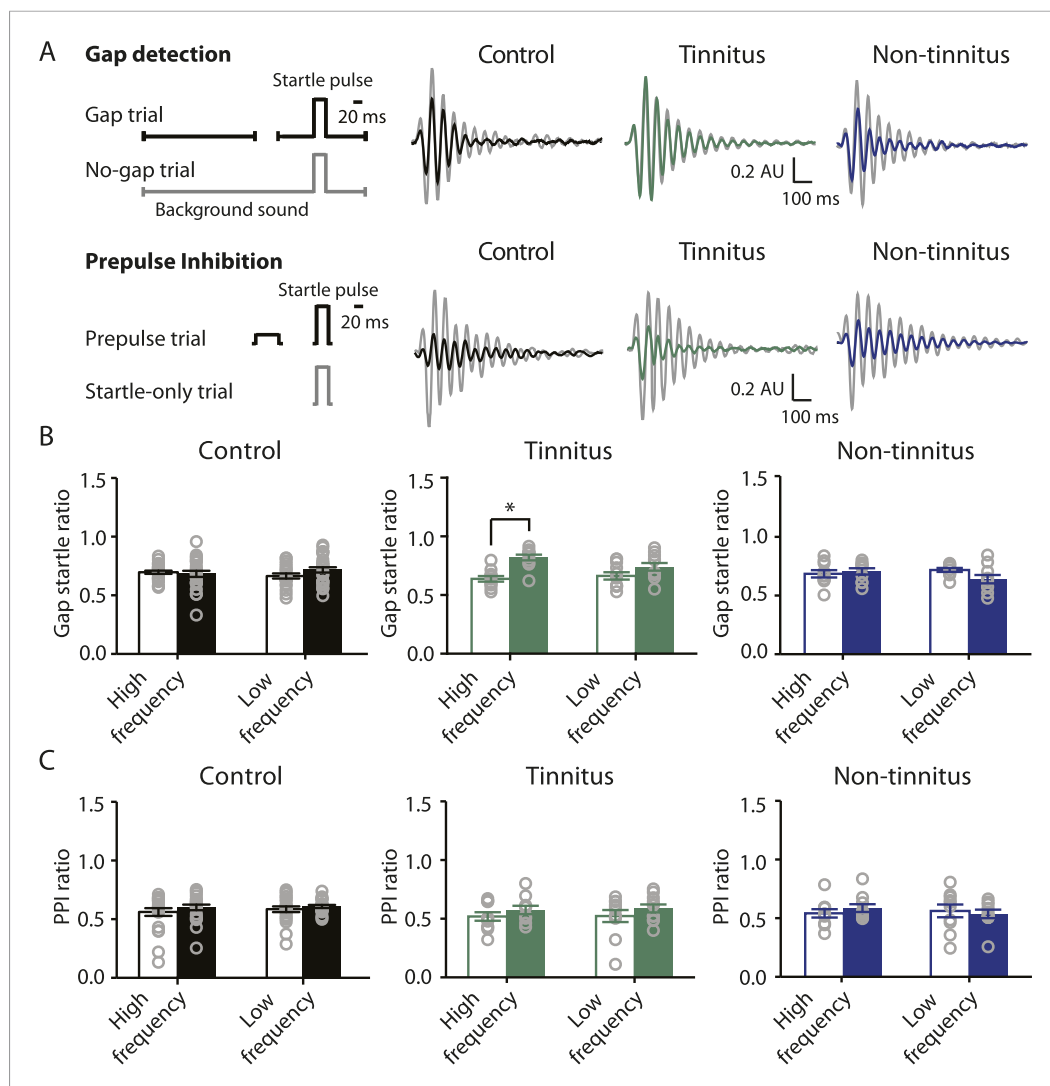 A
Gap detection
Control
Tinnitus
Non-tinnitus
Startle pulse
Gap trial
20 ms
No-gap trial
0.2 AU
100 ms
Background sound
Prepulse Inhibition
Control
Tinnitus
Non-tinnitus
Startle pulse
20 ms
Prepulse trial
Startle-only trial
0.2 AU
100 ms
B
Control
Tinnitus
Non-tinnitus
Gap startle ratio
1.5
1.0
0.5
0.0
High frequency
Low frequency
Gap startle ratio
1.5
1.0
0.5
0.0
*
High frequency
Low frequency
Gap startle ratio
1.5
1.0
0.5
0.0
High frequency
Low frequency
C
Control
Tinnitus
Non-tinnitus
PPI ratio
1.5
1.0
0.5
0.0
High frequency
Low frequency
PPI ratio
1.5
1.0
0.5
0.0
High frequency
Low frequency
PPI ratio
1.5
1.0
0.5
0.0
High frequency
Low frequency